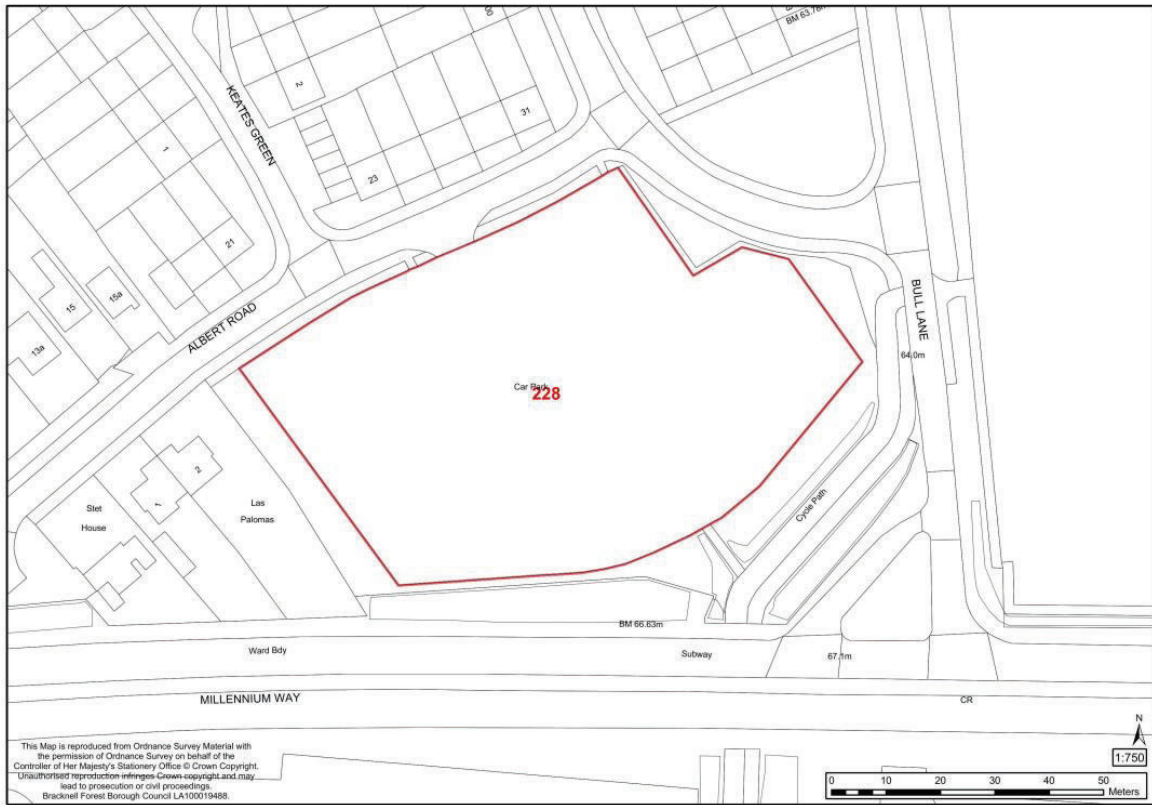 BM 63.76m
KEATES GREEN
2
31
23
1
21
15
15a
13a
ALBERT ROAD
BULL LANE
64.0m
Car Park
228
Cycle Path
1
2
Stet
House
Las
Palomas
BM 66.63m
Ward Bdy
Subway
67.1m
MILLENNIUM WAY
CR
N
1:750
This Map is reproduced from Ordnance Survey Material with
the permission of Ordnance Survey on behalf of the
Controller of Her Majesty's Stationery Office © Crown Copyright.
Unauthorised reproduction infringes Crown copyright and may
lead to prosecution or civil proceedings.
Bracknell Forest Borough Council LA100019488.
0 10 20 30 40 50
Meters